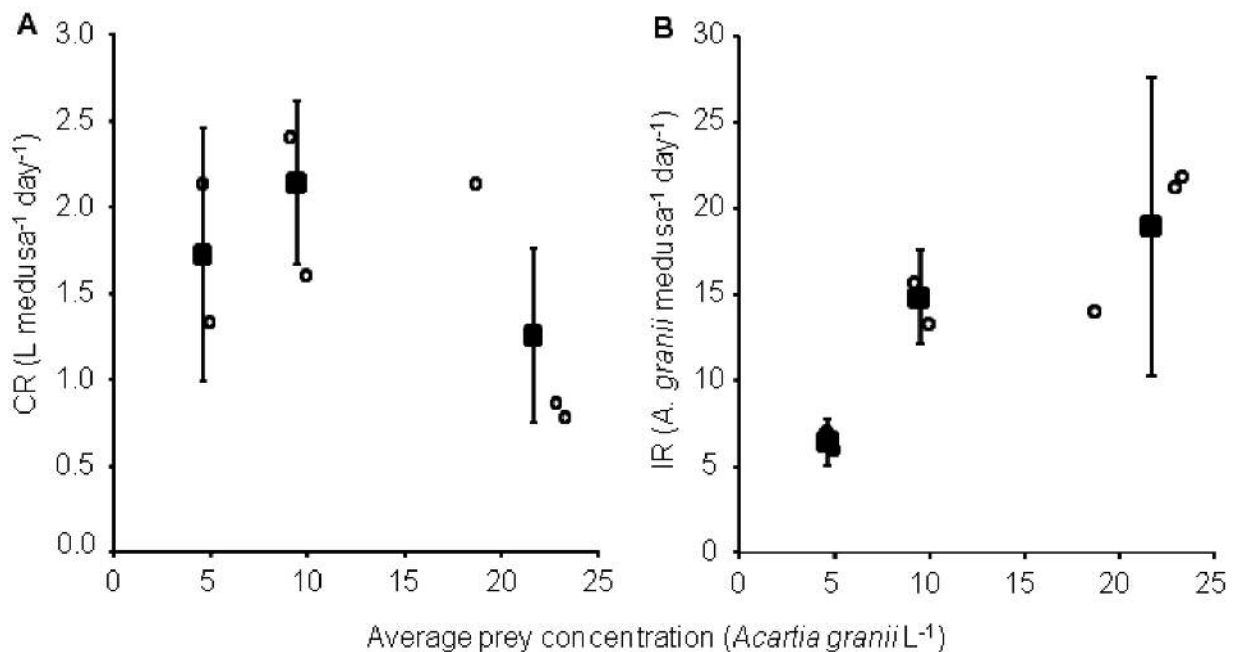 A
3.0
2.5
2.0
1.5
1.0
0.5
0.0
CR (L medusa⁻¹ day⁻¹)
0 5 10 15 20 25
B
30
25
20
15
10
5
0
IR (A. granii medusa⁻¹ day⁻¹)
0 5 10 15 20 25
Average prey concentration (Acartia granii L⁻¹)